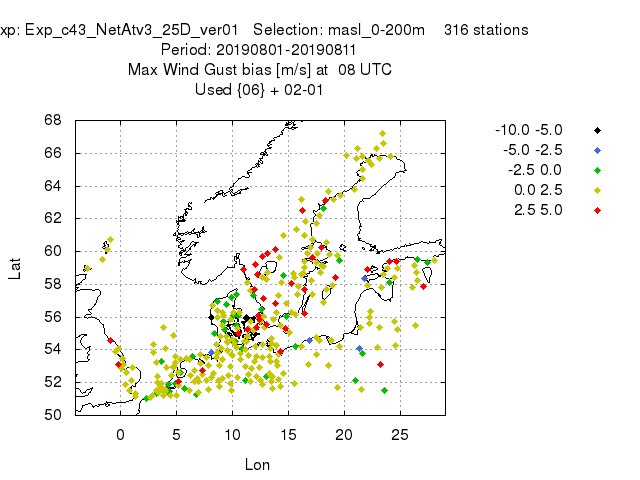 xp: Exp_c43_NetAtv3_25D_ver01 Selection: masl_0-200m 316 stations
Period: 20190801-20190811
Max Wind Gust bias [m/s] at 08 UTC
Used {06} + 02-01
-10.0 -5.0
-5.0 -2.5
-2.5 0.0
0.0 2.5
2.5 5.0
68
66
64
62
60
58
56
54
52
50
Lat
0 5 10 15 20 25
Lon